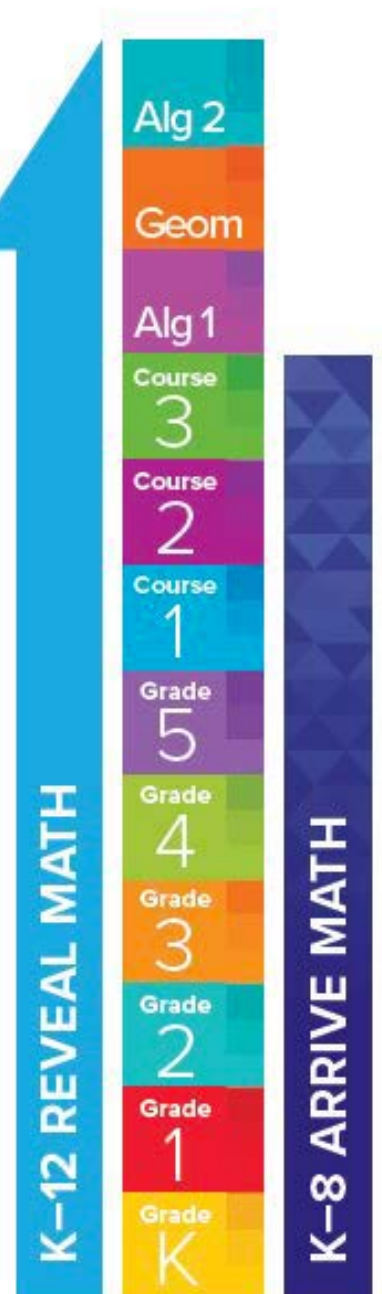 Alg 2
Geom
Alg 1
Course
3
Course
2
Course
1
Grade
5
Grade
4
Grade
3
Grade
2
Grade
1
Grade
K
K–12 REVEAL MATH
K–8 ARRIVE MATH